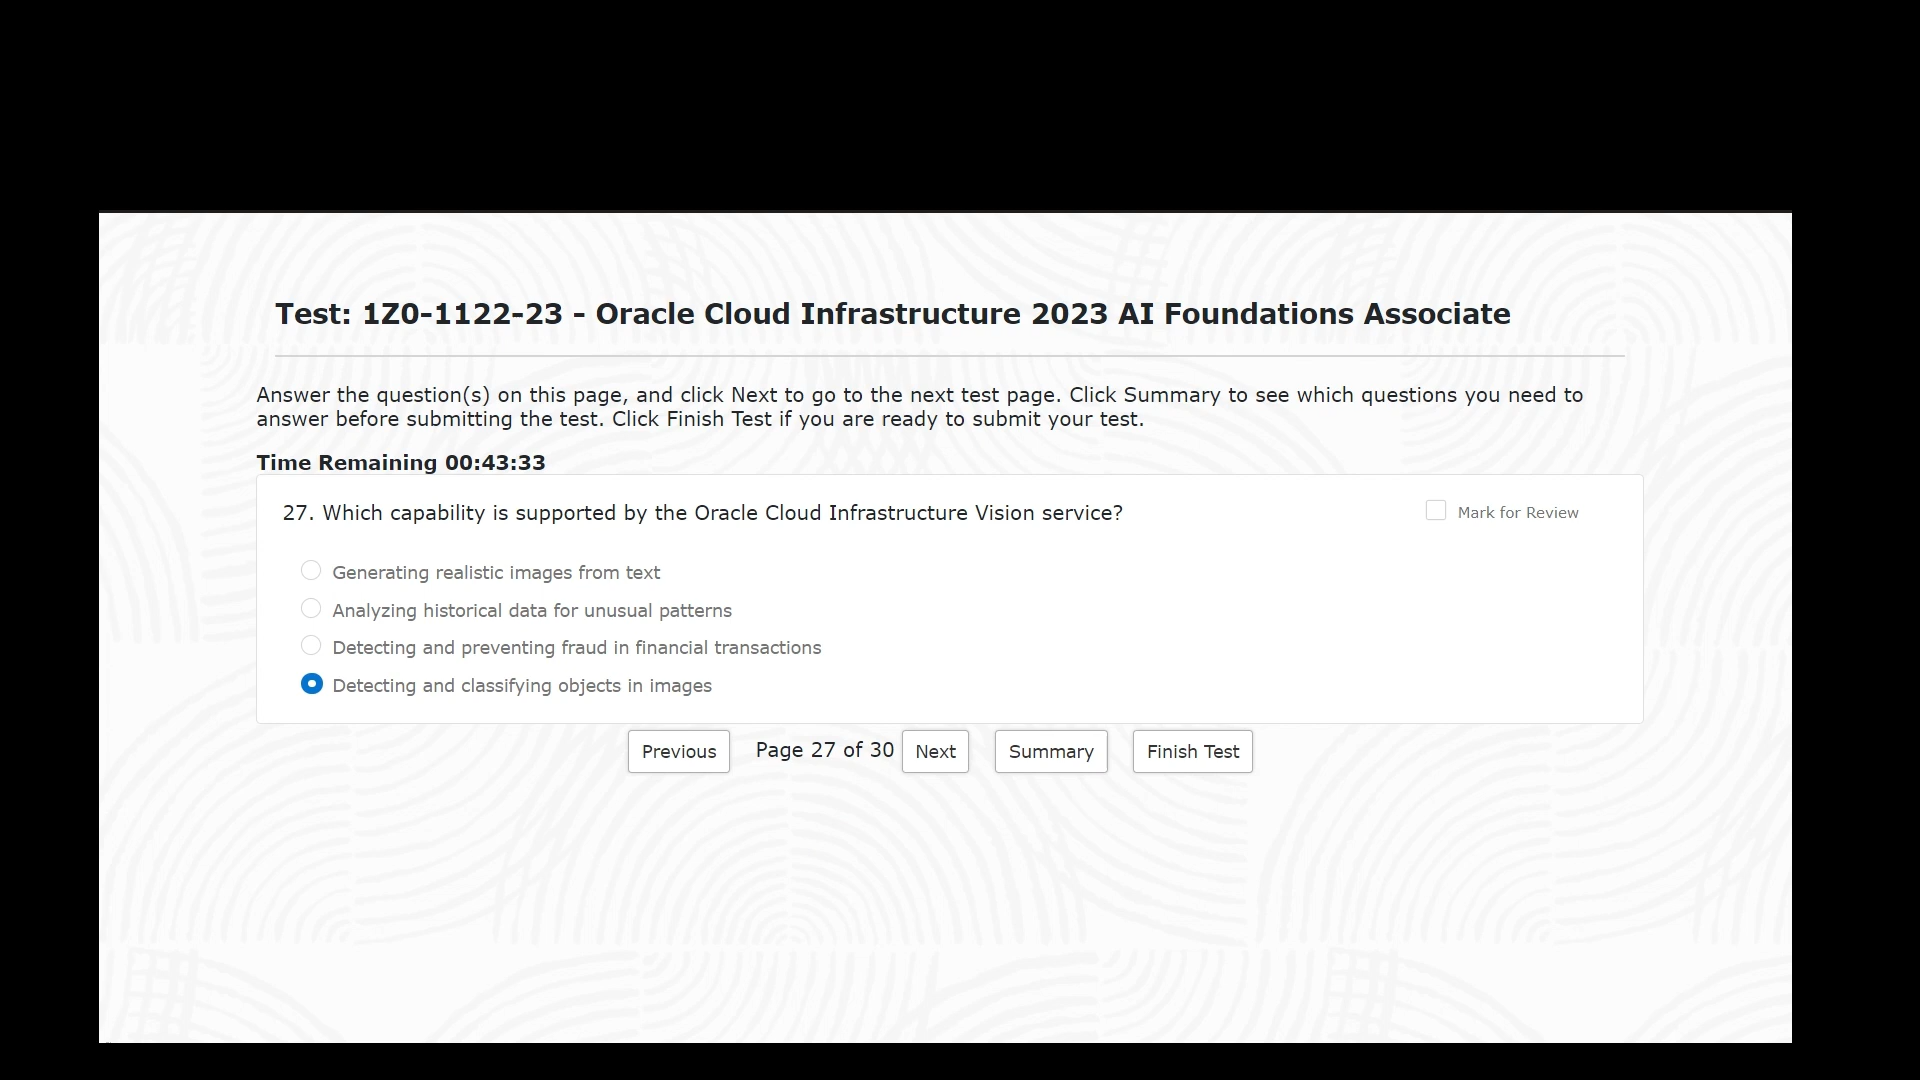 Test: 1Z0-1122-23 - Oracle Cloud Infrastructure 2023 AI Foundations Associate
Answer the question(s) on this page, and click Next to go to the next test page. Click Summary to see which questions you need to
answer before submitting the test. Click Finish Test if you are ready to submit your test.
Time Remaining 00:43:33
27. Which capability is supported by the Oracle Cloud Infrastructure Vision service?
Mark for Review
Generating realistic images from text
Analyzing historical data for unusual patterns
Detecting and preventing fraud in financial transactions
Detecting and classifying objects in images
Previous Page 27 of 30 Next Summary Finish Test